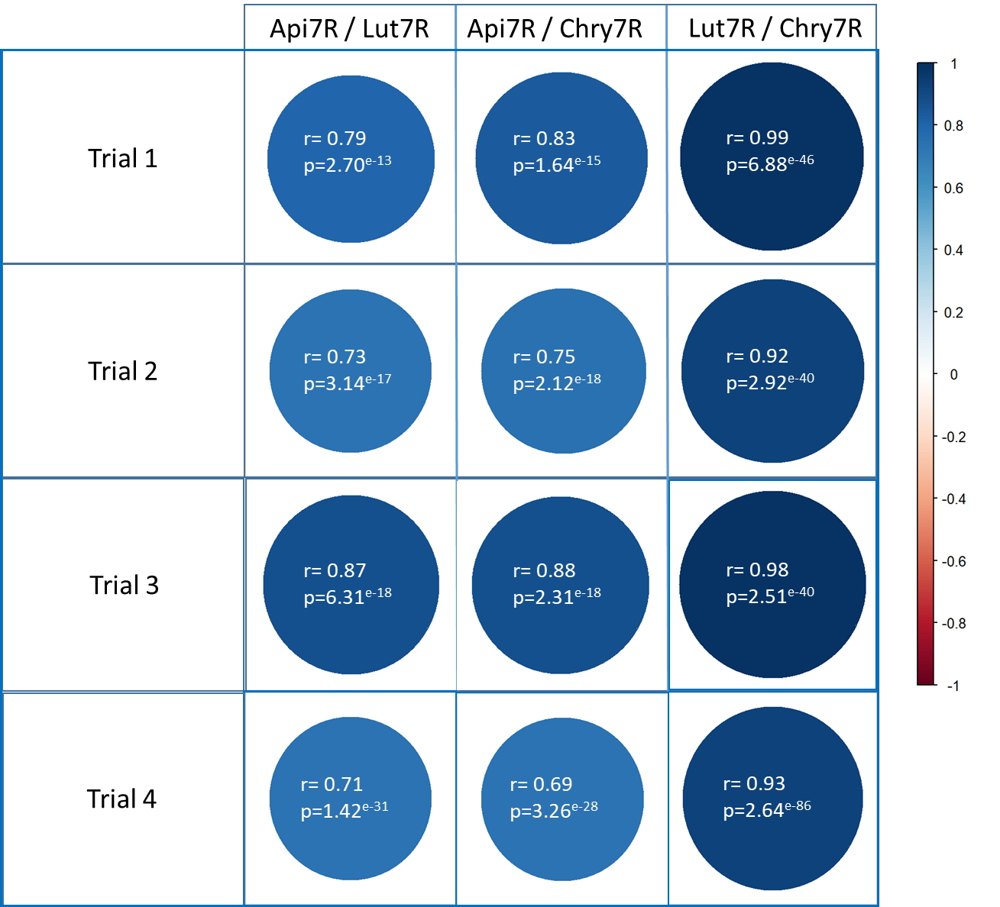 Api7R / Lut7R
Api7R / Chry7R
Lut7R / Chry7R
Trial 1
r= 0.79
p=2.70e-13
r= 0.83
p=1.64e-15
r= 0.99
p=6.88e-46
Trial 2
r= 0.73
p=3.14e-17
r= 0.75
p=2.12e-18
r= 0.92
p=2.92e-40
Trial 3
r= 0.87
p=6.31e-18
r= 0.88
p=2.31e-18
r= 0.98
p=2.51e-40
Trial 4
r= 0.71
p=1.42e-31
r= 0.69
p=3.26e-28
r= 0.93
p=2.64e-86
1
0.8
0.6
0.4
0.2
0
-0.2
-0.4
-0.6
-0.8
-1